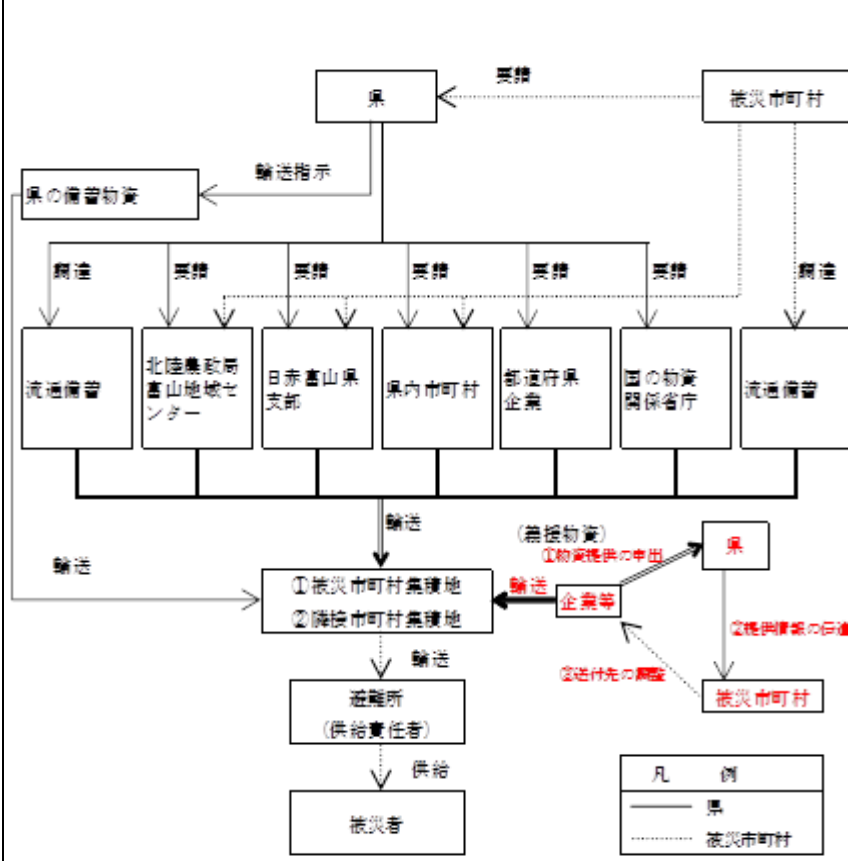 要請
県
被災市町村
輸送指示
県の備蓄物資
調達
要請
要請
要請
要請
要請
調達
流通備蓄
北陸農政局
富山地域セ
ンター
日赤富山県
支部
県内市町村
都道府県
企業
国の物資
関係省庁
流通備蓄
輸送
(義援物資)
①物資提供の申出
県
輸送
輸送
企業等
①被災市町村集積地
②隣接市町村集積地
②提供情報の伝達
輸送
③送付先の調整
被災市町村
避難所
(供給責任者)
供給
被災者
凡 例
県
被災市町村